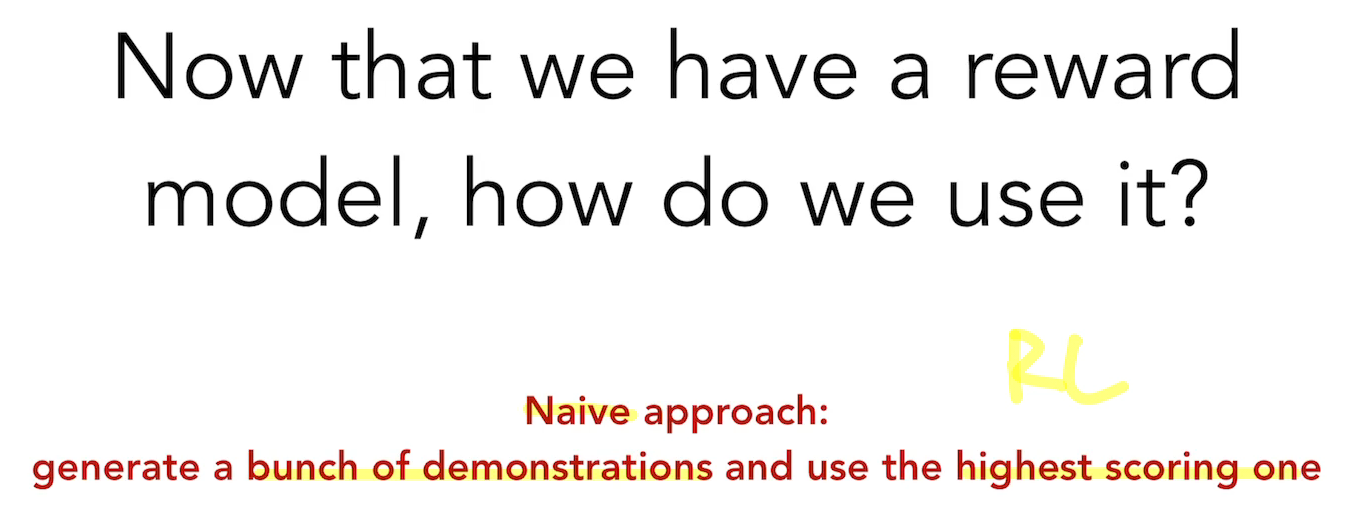 Now that we have a reward
model, how do we use it?
RL
Naive approach:
generate a bunch of demonstrations and use the highest scoring one